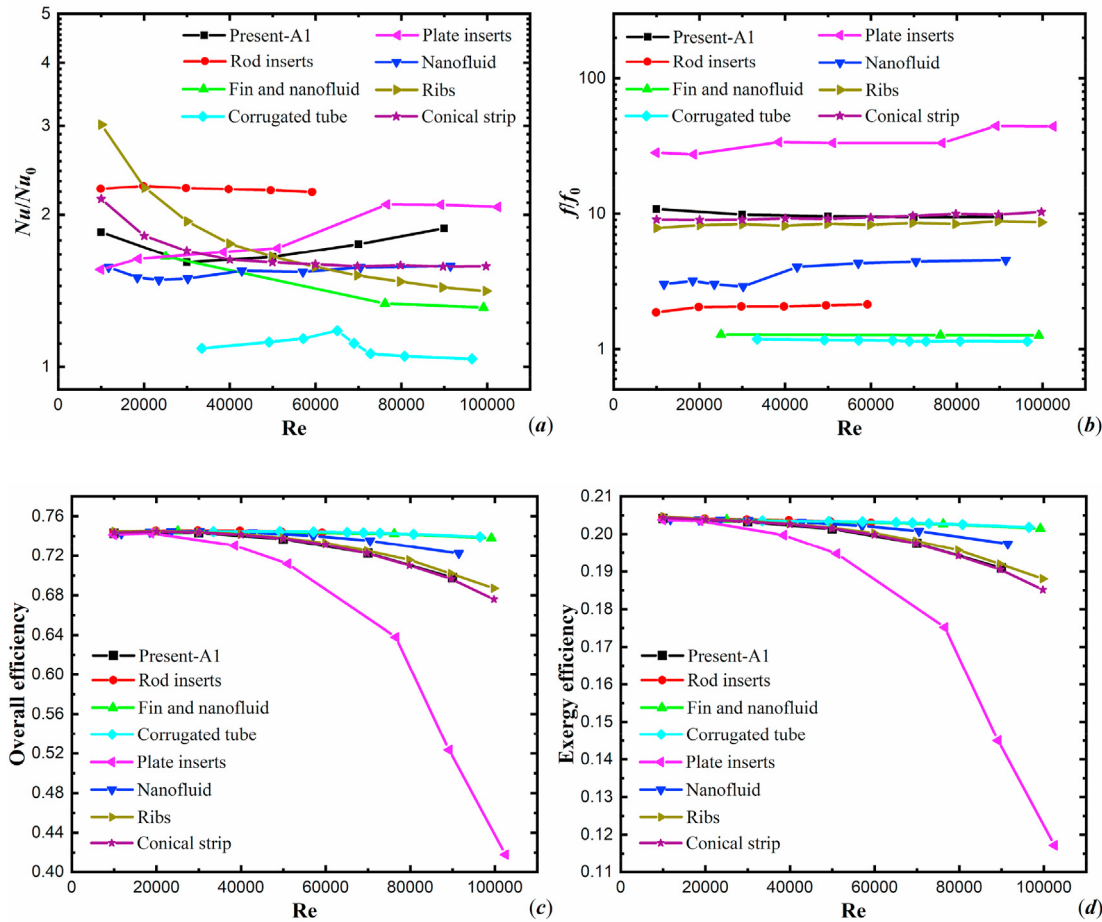 Nu/Nu0
5
4
3
2
1
Present-A1
Rod inserts
Fin and nanofluid
Corrugated tube
Plate inserts
Nanofluid
Ribs
Conical strip
0 20000 40000 60000 80000 100000
Re
(a)
f/f0
100
10
1
Present-A1
Rod inserts
Fin and nanofluid
Corrugated tube
Plate inserts
Nanofluid
Ribs
Conical strip
0 20000 40000 60000 80000 100000
Re
(b)
Overall efficiency
0.76
0.72
0.68
0.64
0.60
0.56
0.52
0.48
0.44
0.40
Present-A1
Rod inserts
Fin and nanofluid
Corrugated tube
Plate inserts
Nanofluid
Ribs
Conical strip
0 20000 40000 60000 80000 100000
Re
(c)
Exergy efficiency
0.21
0.20
0.19
0.18
0.17
0.16
0.15
0.14
0.13
0.12
0.11
Present-A1
Rod inserts
Fin and nanofluid
Corrugated tube
Plate inserts
Nanofluid
Ribs
Conical strip
0 20000 40000 60000 80000 100000
Re
(d)